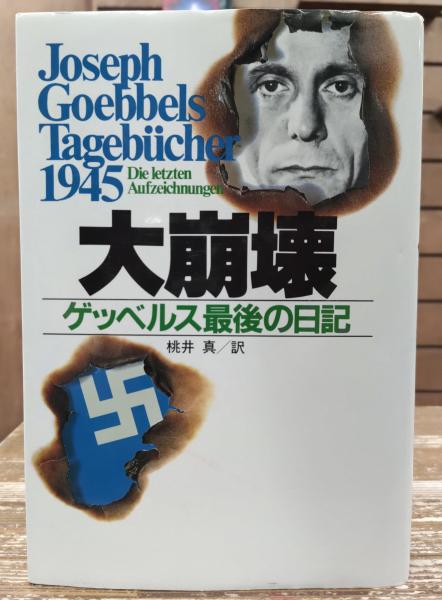 Joseph
Goebbels
Tagebücher
1945 Die letzten
Aufzeichnungen
大崩壊
ゲッベルス最後の日記
桃井 真／訳